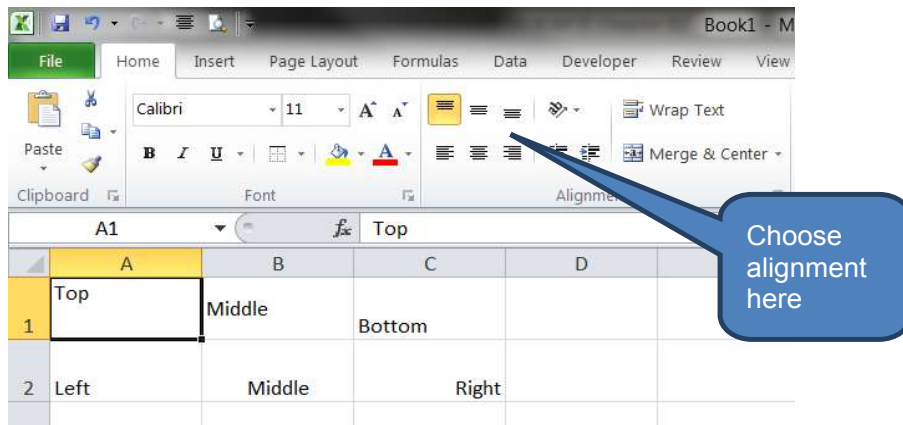 Book1 - M
File Home Insert Page Layout Formulas Data Developer Review View
Calibri 11 A A Wrap Text
Paste B I U A Merge & Center
Clipboard Font Alignme
A1 fx Top
Choose
alignment
here
A B C D
1 Top Middle Bottom
2 Left Middle Right